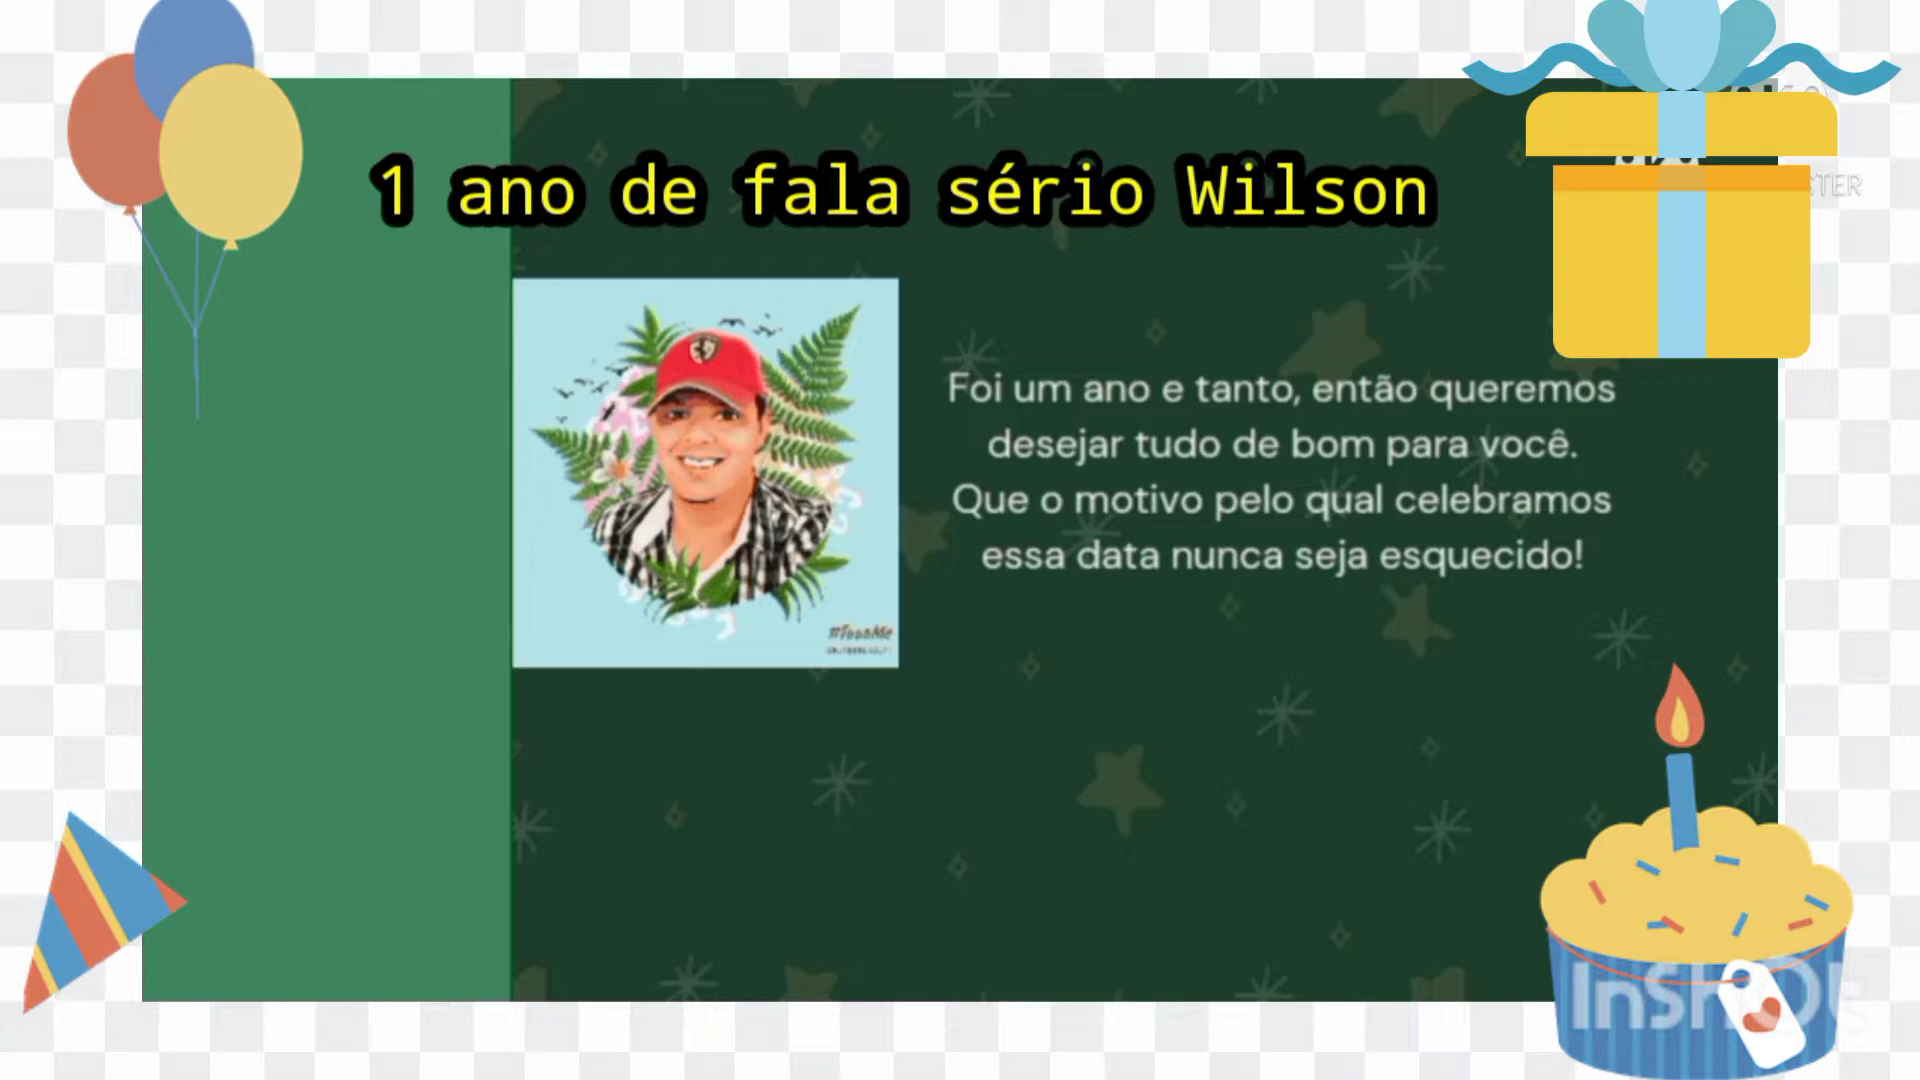 1 ano de fala sério Wilson
Foi um ano e tanto, então queremos
desejar tudo de bom para você.
Que o motivo pelo qual celebramos
essa data nunca seja esquecido!
#ToonMe
InShOt